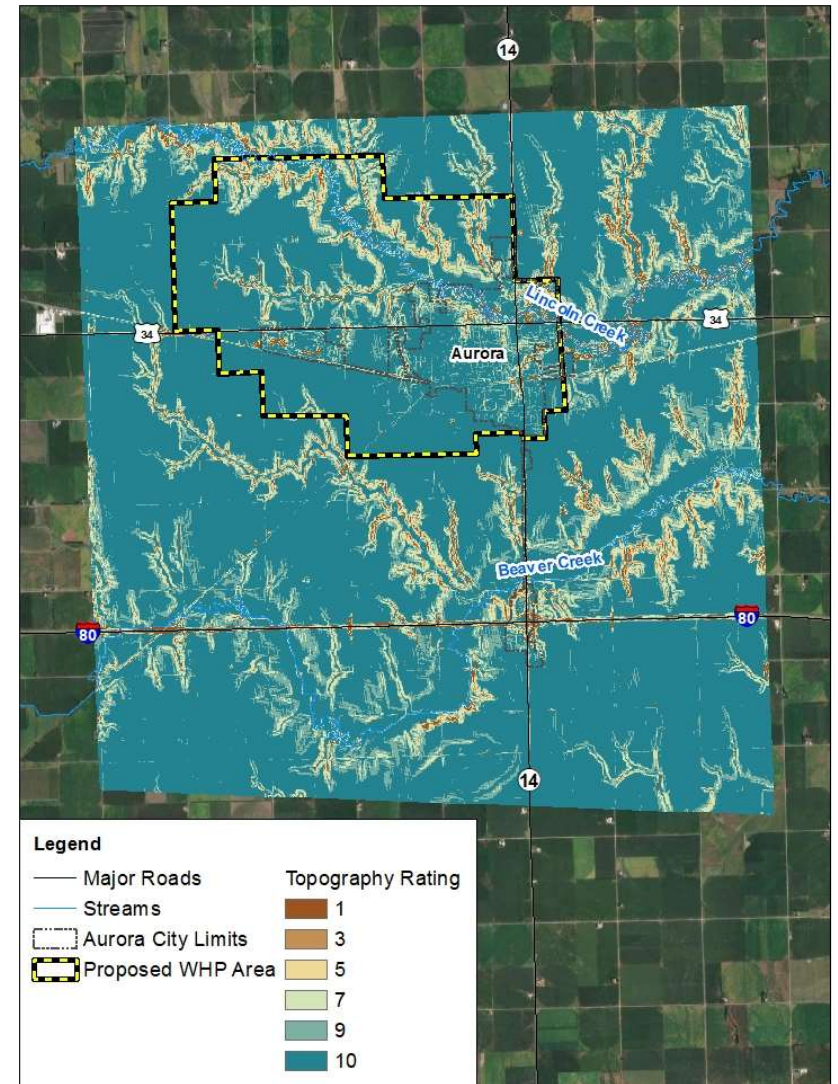 14
Lincoln Creek
34
34
Aurora
Beaver Creek
80
80
14
Legend
Major Roads
Streams
Aurora City Limits
Proposed WHP Area
Topography Rating
1
3
5
7
9
10